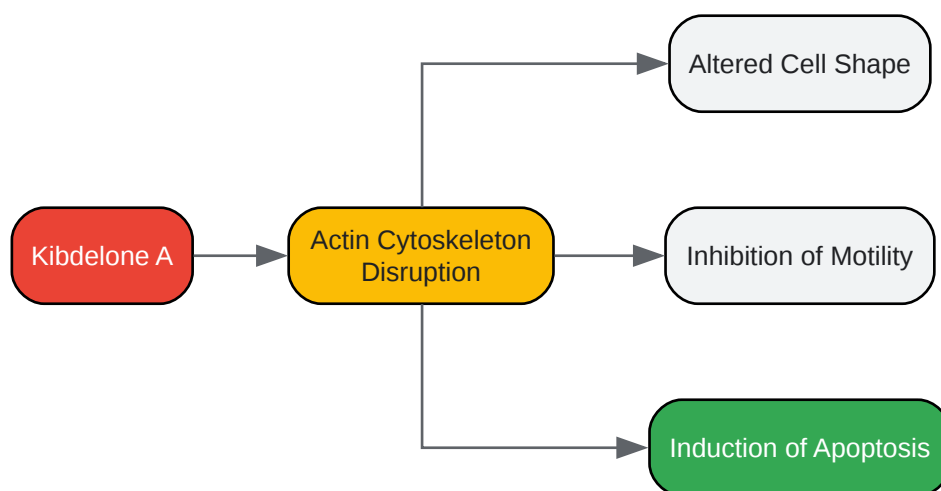 Altered Cell Shape
Kibdelone A
Actin Cytoskeleton
Disruption
Inhibition of Motility
Induction of Apoptosis